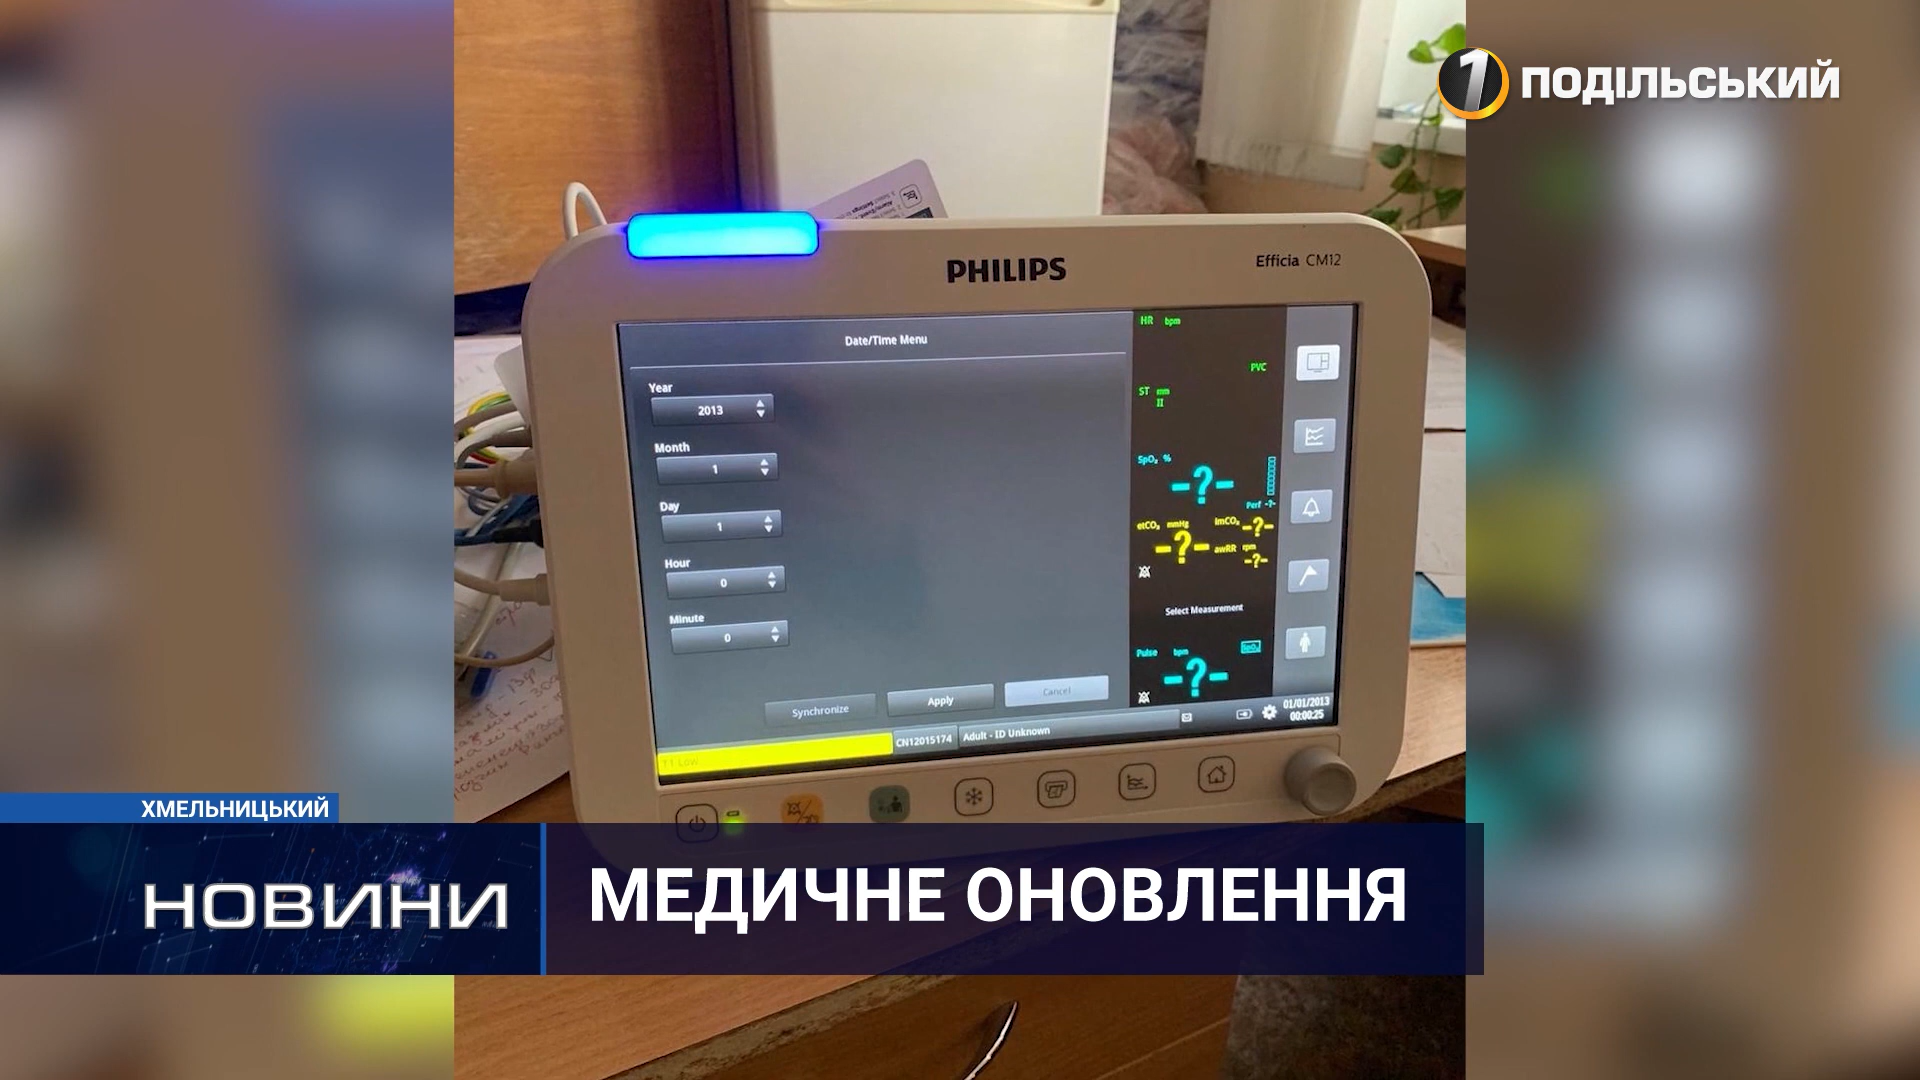 1 ПОДІЛЬСЬКИЙ
PHILIPS
Efficia CM12
Date/Time Menu
Year
2013
Month
1
Day
1
Hour
0
Minute
0
Synchronize
Apply
Cancel
HR bpm
PVC
ST mm
II
SpO₂ %
-?-
Perf -?-
etCO₂ mmHg
-?-
imCO₂
-?-
awRR rpm
-?-
Select Measurement
Pulse bpm
SpO₂
-?-
01/01/2013
00:00:25
CN12015174
Adult - ID Unknown
ХМЕЛЬНИЦЬКИЙ
НОВИНИ
МЕДИЧНЕ ОНОВЛЕННЯ